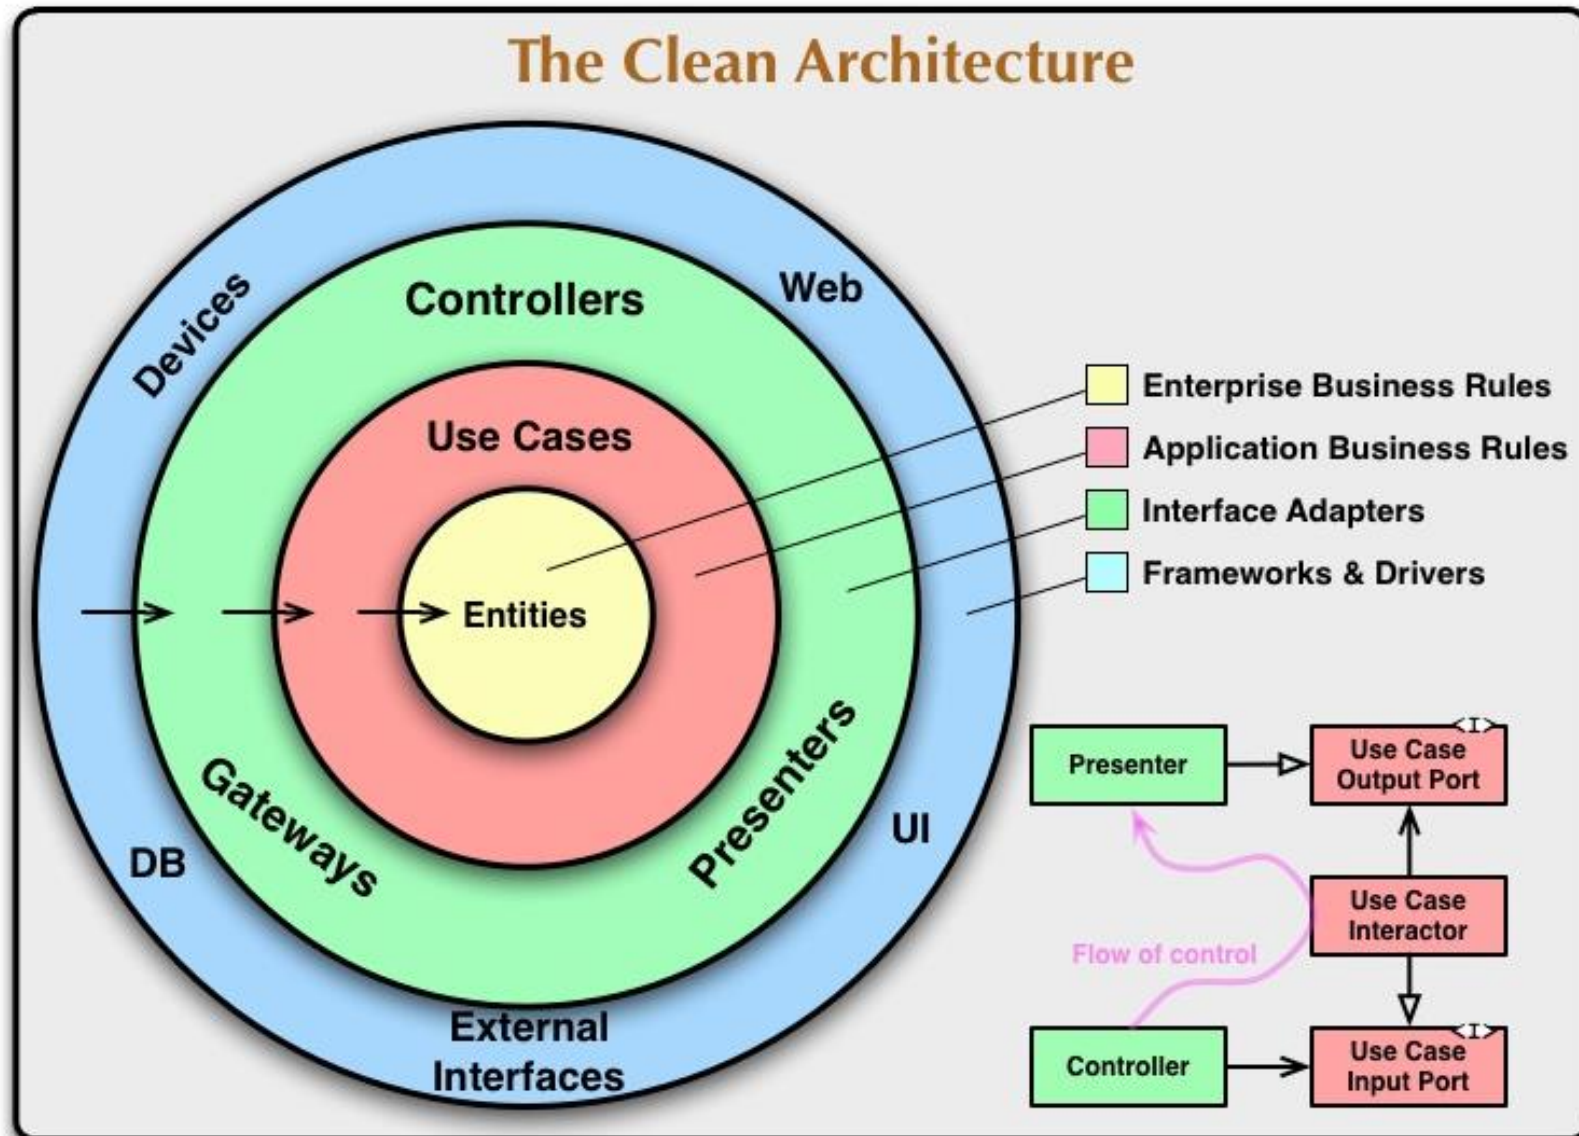 The Clean Architecture
Devices
Controllers
Web
Use Cases
Entities
Gateways
Presenters
DB
UI
External
Interfaces
Enterprise Business Rules
Application Business Rules
Interface Adapters
Frameworks & Drivers
Presenter
<I>
Use Case
Output Port
Flow of control
Use Case
Interactor
Controller
<I>
Use Case
Input Port